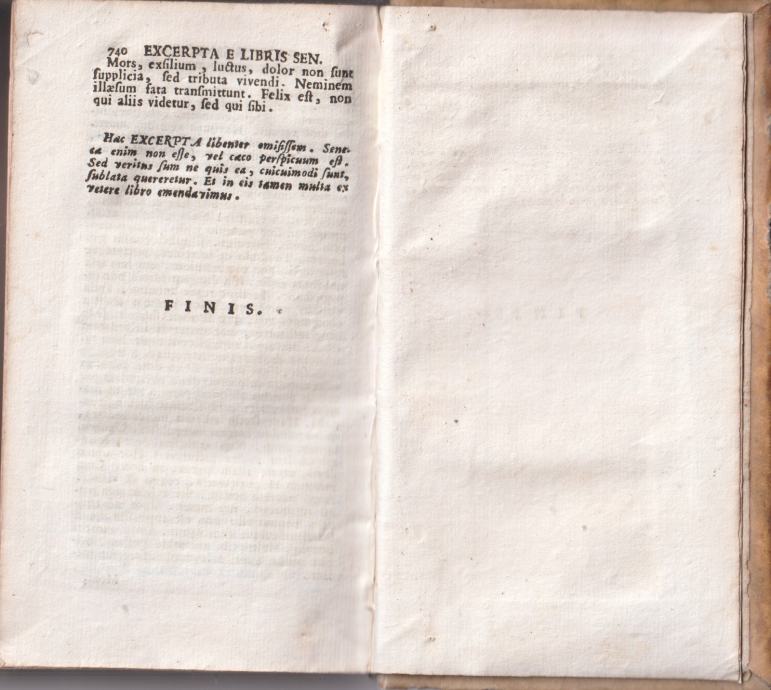 740 EXCERPTA E LIBRIS SEN.
Mors, exſilium, luctus, dolor non ſunt
ſupplicia, ſed tributa vivendi. Neminem
illæſum fata tranſmittunt. Felix eſt, non
qui aliis videtur, ſed qui ſibi.
Hac EXCERPTA libenter omiſiſſem. Sene-
ca enim non eſſe, vel caco perſpicuum eſt.
Sed veritus ſum ne quis ea, cuicuimodi ſunt,
ſublata quereretur. Et in eis tamen multa ex
vetere libro emendavimus.
FINIS.